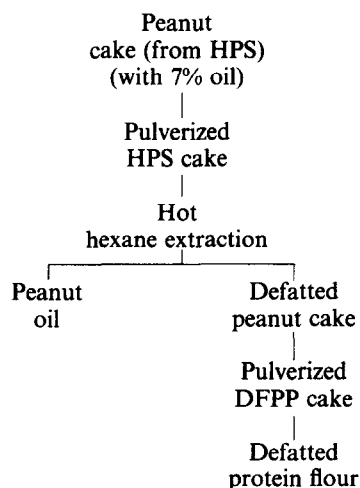 Peanut
cake (from HPS)
(with 7% oil)
Pulverized
HPS cake
Hot
hexane extraction
Peanut
oil
Defatted
peanut cake
Pulverized
DFPP cake
Defatted
protein flour